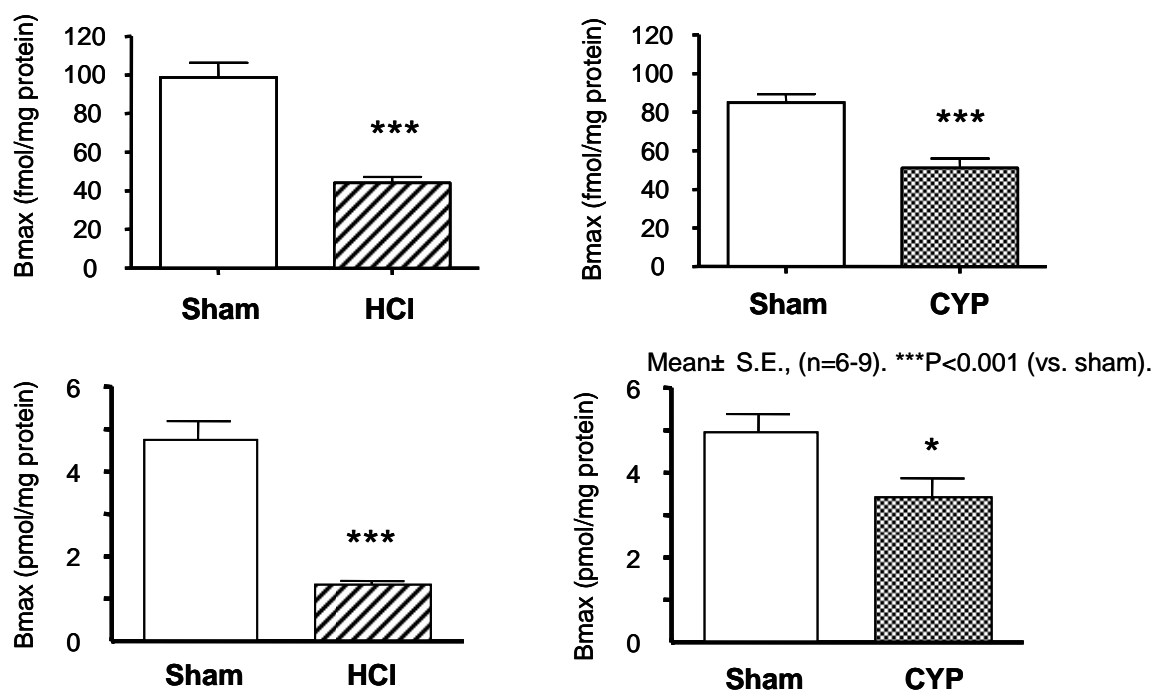 Bmax (fmol/mg protein)
120
100
80
60
40
20
0
***
Sham
HCl
Bmax (fmol/mg protein)
120
100
80
60
40
20
0
***
Sham
CYP
Mean± S.E., (n=6-9). ***P<0.001 (vs. sham).
Bmax (pmol/mg protein)
6
4
2
0
***
Sham
HCl
Bmax (pmol/mg protein)
6
4
2
0
*
Sham
CYP